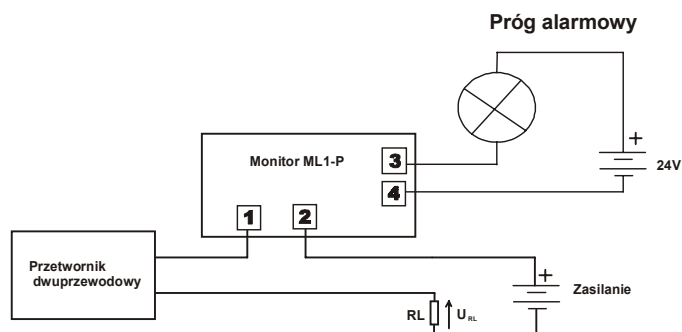 Próg alarmowy
Monitor ML1-P
3
4
+
24V
1
2
Przetwornik
dwuprzewodowy
+
Zasilanie
RL
U RL